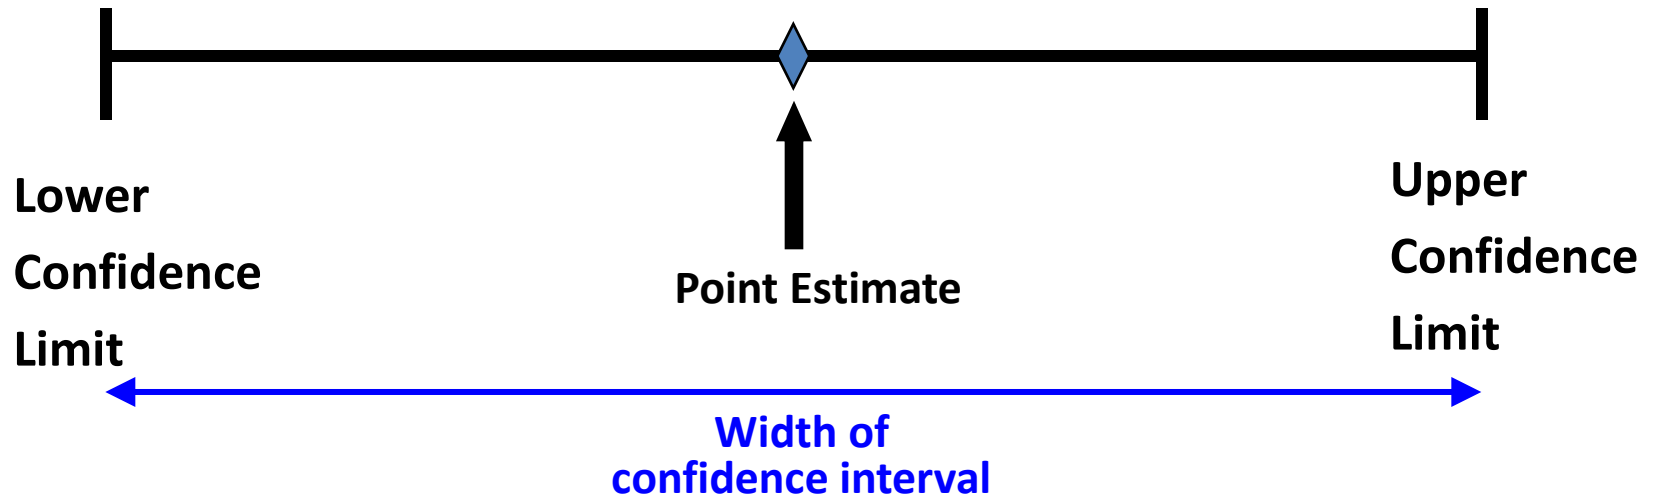 Lower
Confidence
Limit
Point Estimate
Upper
Confidence
Limit
Width of
confidence interval